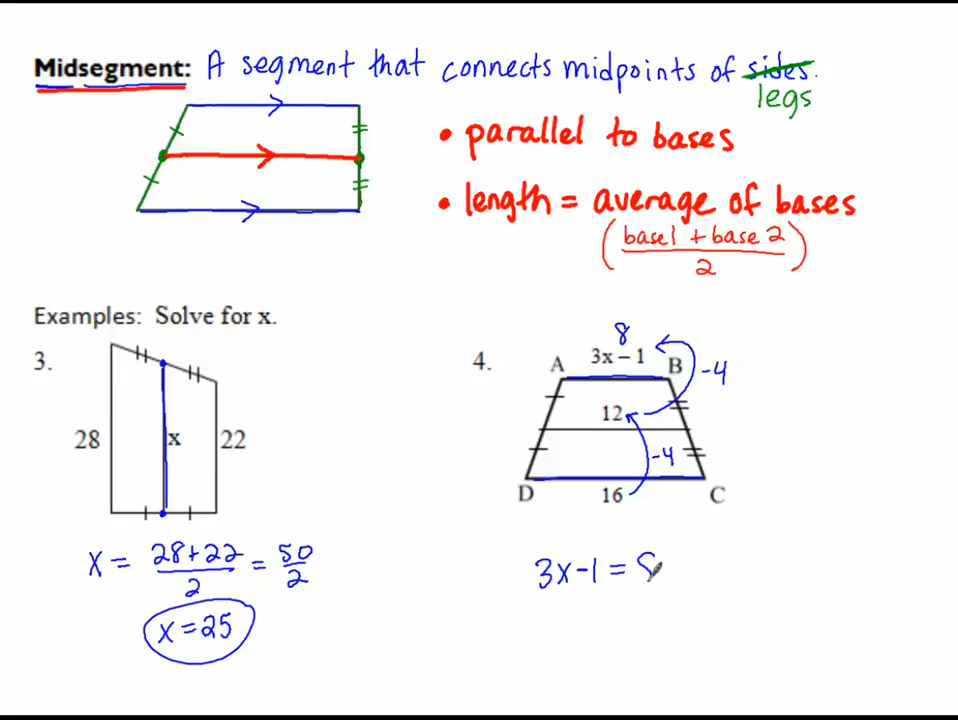 Midsegment: A segment that connects midpoints of sides.
legs
• parallel to bases
• length = average of bases
(base1 + base 2 / 2)
Examples: Solve for x.
3.
28
x
22
x = 28+22 / 2 = 50 / 2
x = 25
4.
8
A 3x – 1 B
-4
12
-4
D 16 C
3x-1 = 8